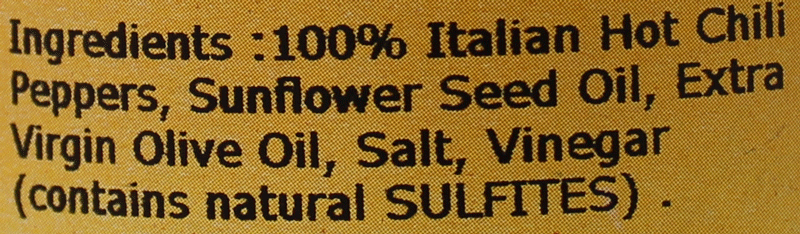 Ingredients :100% Italian Hot Chili
Peppers, Sunflower Seed Oil, Extra
Virgin Olive Oil, Salt, Vinegar
(contains natural SULFITES) .